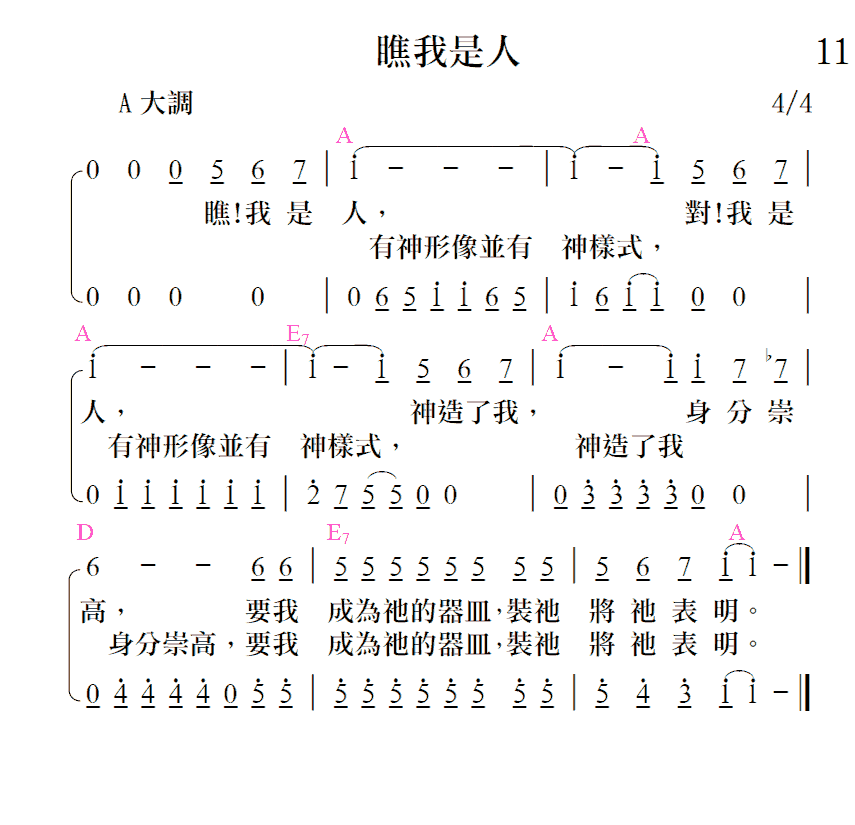 瞧我是人 11
A 大調 4/4
A A
0 0 0 5 6 7 | i - - - | i - i 5 6 7 |
瞧!我 是 人, 對!我 是
有神形像並有 神樣式,
0 0 0 0 | 0 6 5 i i 6 5 | i 6 i i 0 0 |
A E7 A
i - - - | i - i 5 6 7 | i - i i 7 ♭7 |
人, 神造了我, 身 分 崇
有神形像並有 神樣式, 神造了我
0 i i i i i i | 2̇ 7 5 5 0 0 | 0 3̇ 3̇ 3̇ 3̇ 0 0 |
D E7 A
6 - - 6 6 | 5 5 5 5 5 5 5 5 | 5 6 7 i i - ‖
高, 要我 成為祂的器皿,裝祂 將 祂 表 明。
身分崇高,要我 成為祂的器皿,裝祂 將 祂 表 明。
0 4̇ 4̇ 4̇ 4̇ 0 5̇ 5̇ | 5̇ 5̇ 5̇ 5̇ 5̇ 5̇ 5̇ 5̇ | 5̇ 4̇ 3̇ i i - ‖